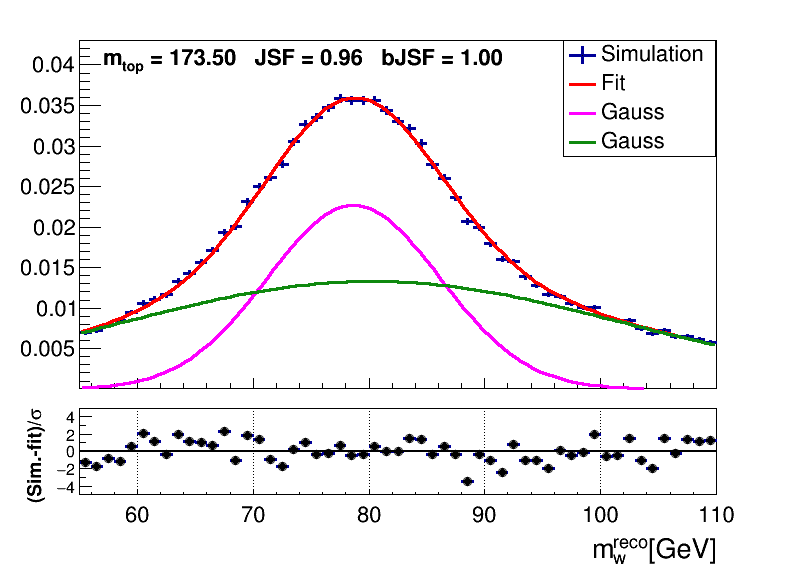 m_top = 173.50 JSF = 0.96 bJSF = 1.00
Simulation
Fit
Gauss
Gauss
0.04
0.035
0.03
0.025
0.02
0.015
0.01
0.005
(Sim.-fit)/σ
4
2
0
−2
−4
60 70 80 90 100 110
m_w^reco[GeV]